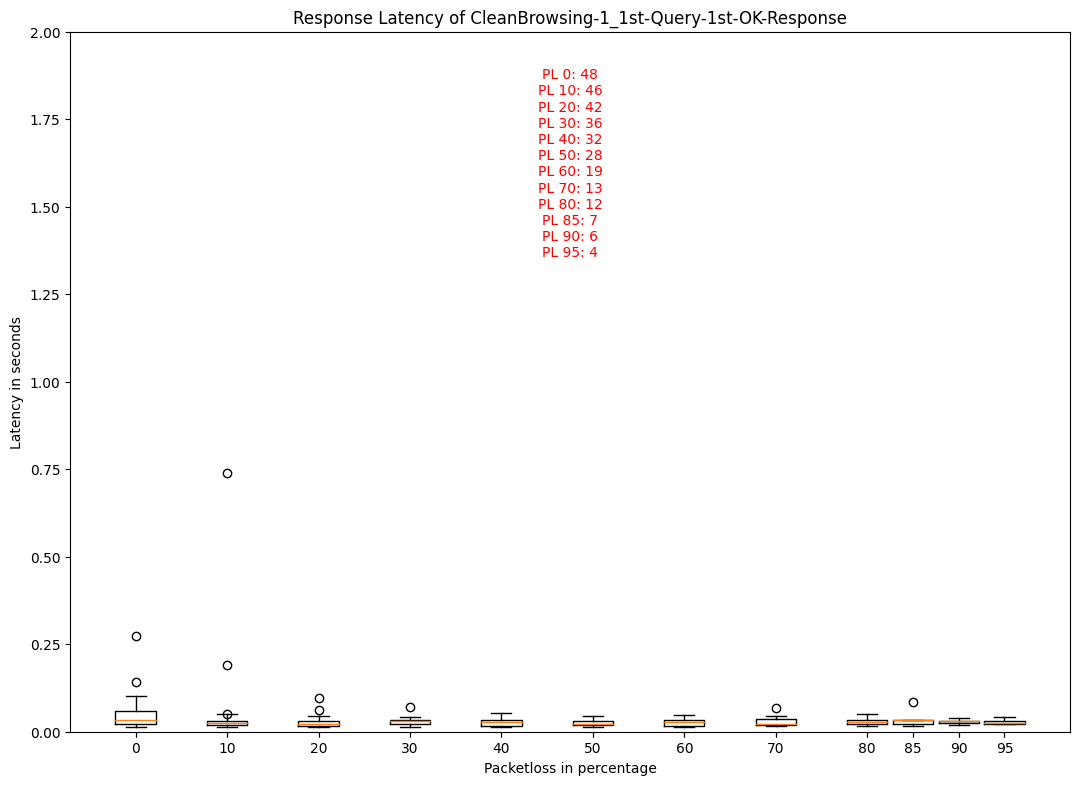 Response Latency of CleanBrowsing-1_1st-Query-1st-OK-Response
2.00
1.75
1.50
1.25
1.00
0.75
0.50
0.25
0.00
Latency in seconds
PL 0: 48
PL 10: 46
PL 20: 42
PL 30: 36
PL 40: 32
PL 50: 28
PL 60: 19
PL 70: 13
PL 80: 12
PL 85: 7
PL 90: 6
PL 95: 4
0 10 20 30 40 50 60 70 80 85 90 95
Packetloss in percentage